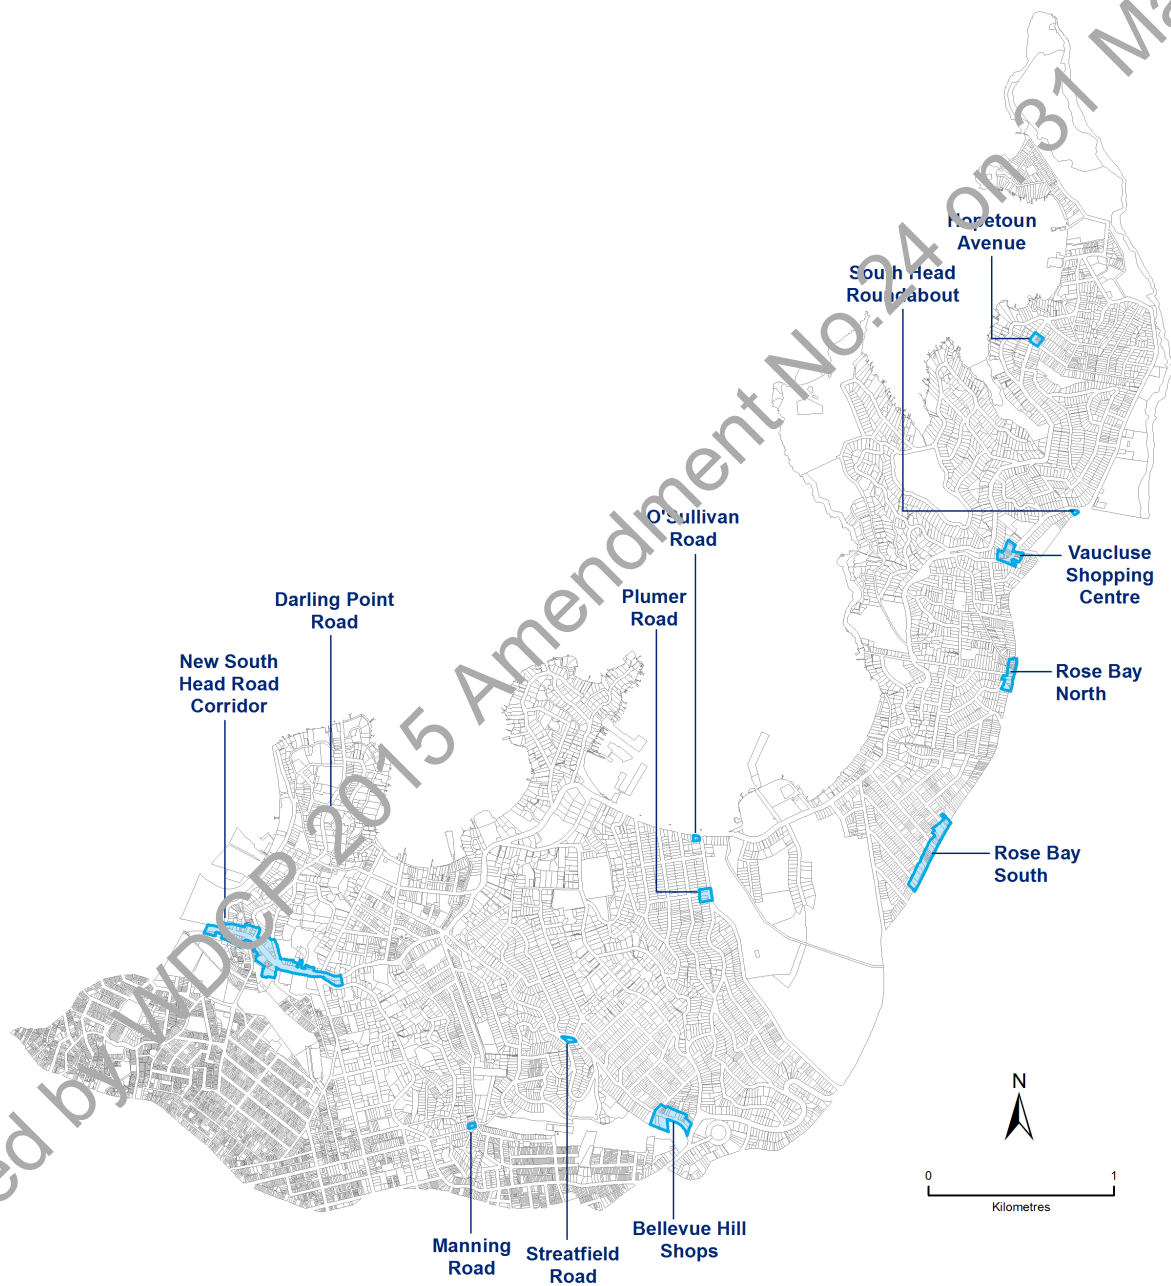 Hopetoun
Avenue
South Head
Roundabout
O'Sullivan
Road
Vaucluse
Shopping
Centre
Darling Point
Road
Plumer
Road
New South
Head Road
Corridor
Rose Bay
North
Rose Bay
South
N
0 1
Kilometres
Manning
Road
Streatfield
Road
Bellevue Hill
Shops
by WDCP 2015 Amendment No.24 on 31